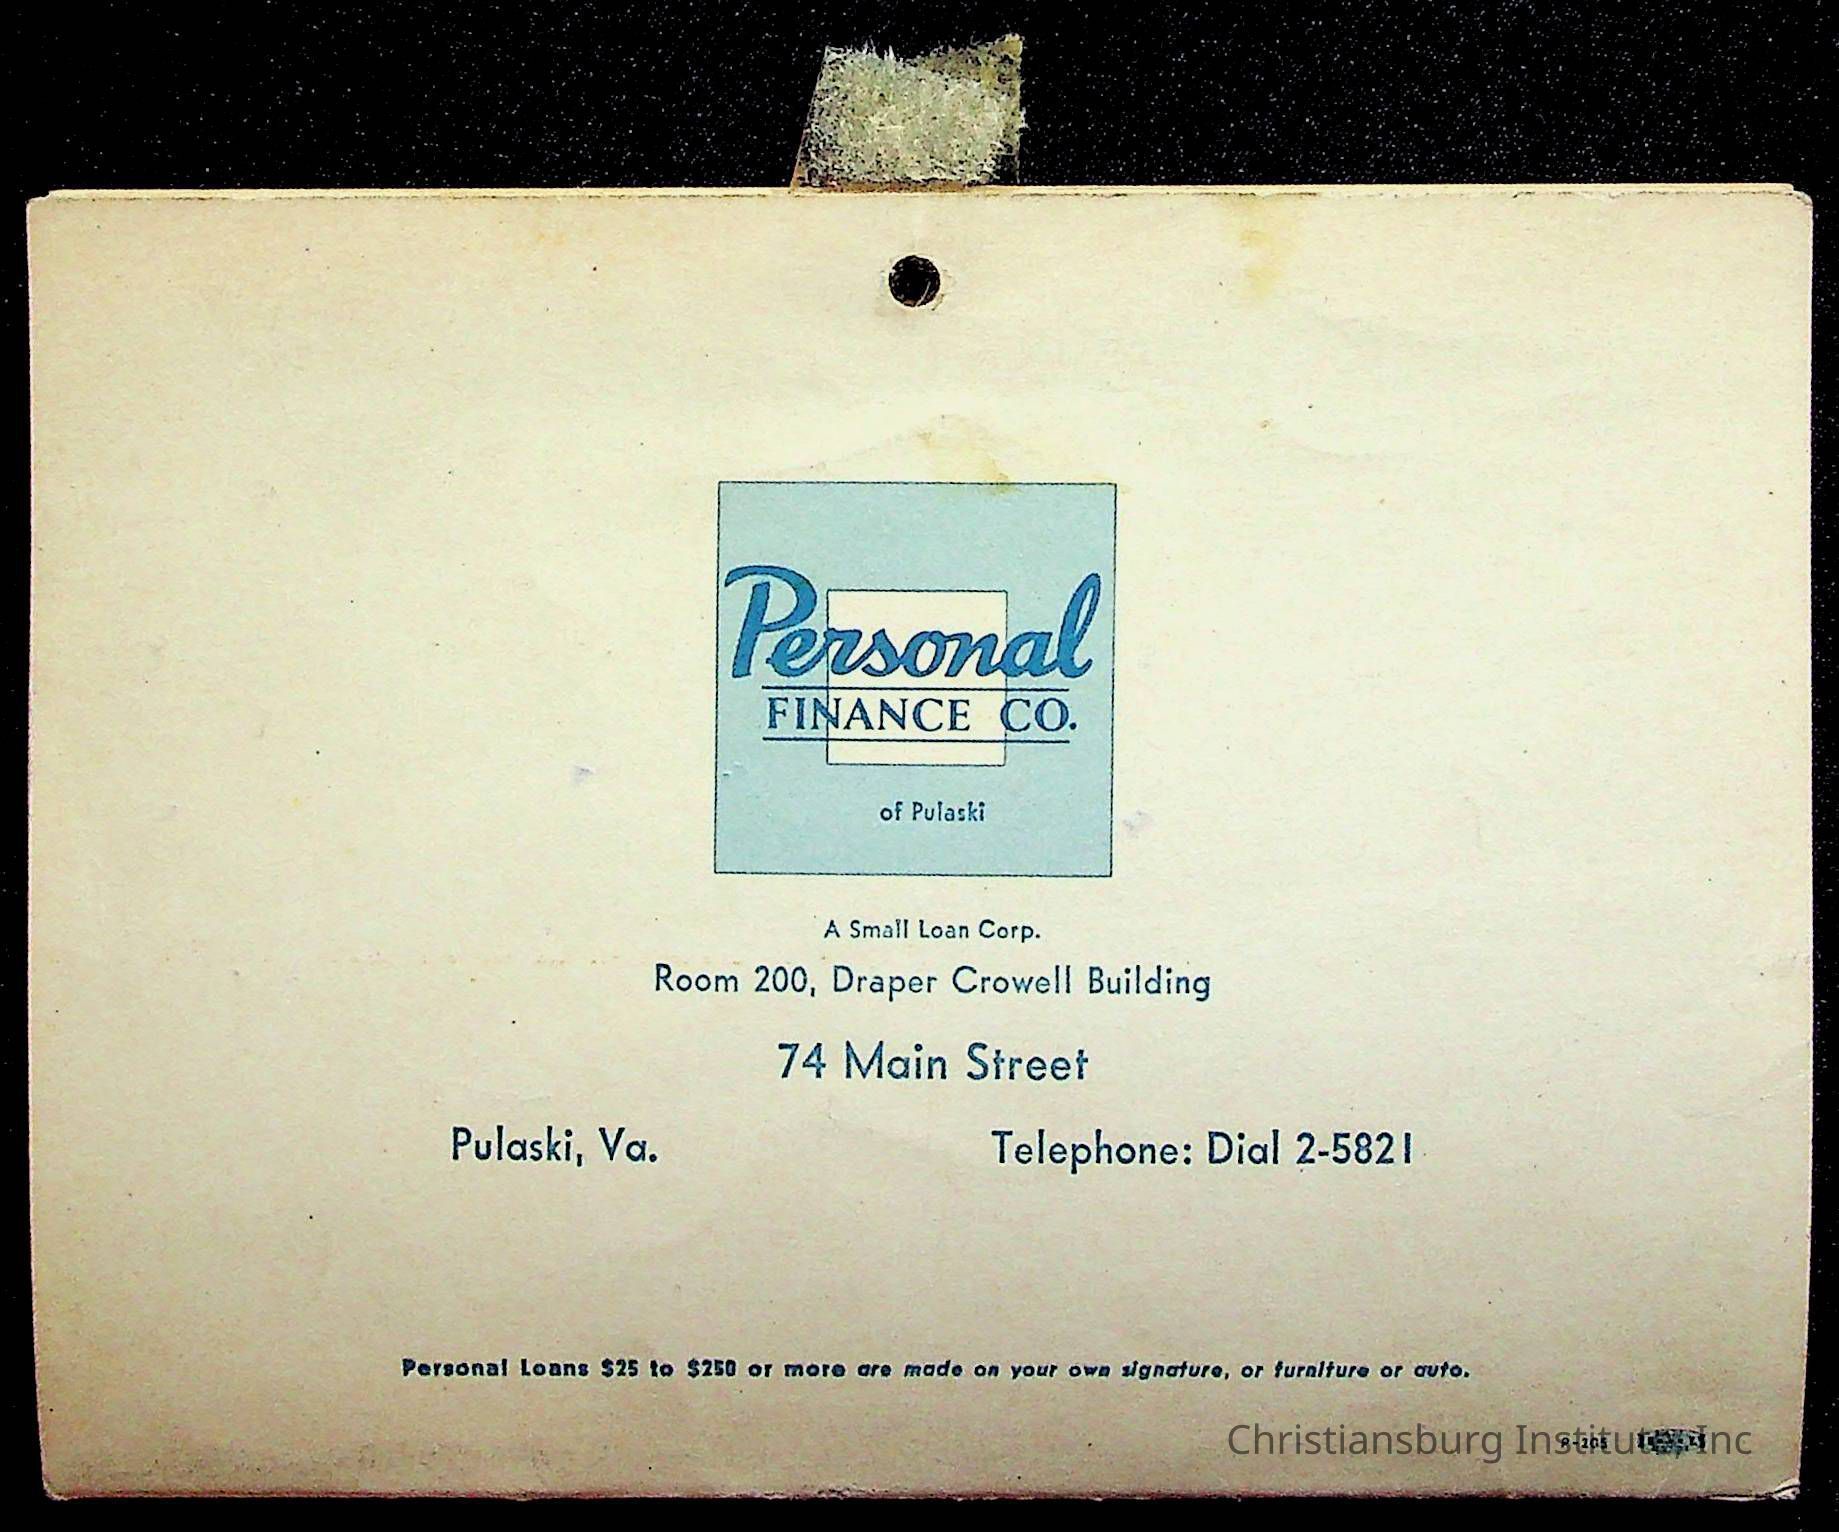 Personal
FINANCE CO.
of Pulaski
A Small Loan Corp.
Room 200, Draper Crowell Building
74 Main Street
Pulaski, Va. Telephone: Dial 2-5821
Personal Loans $25 to $250 or more are made on your own signature, or furniture or auto.
Christiansburg Institute Inc